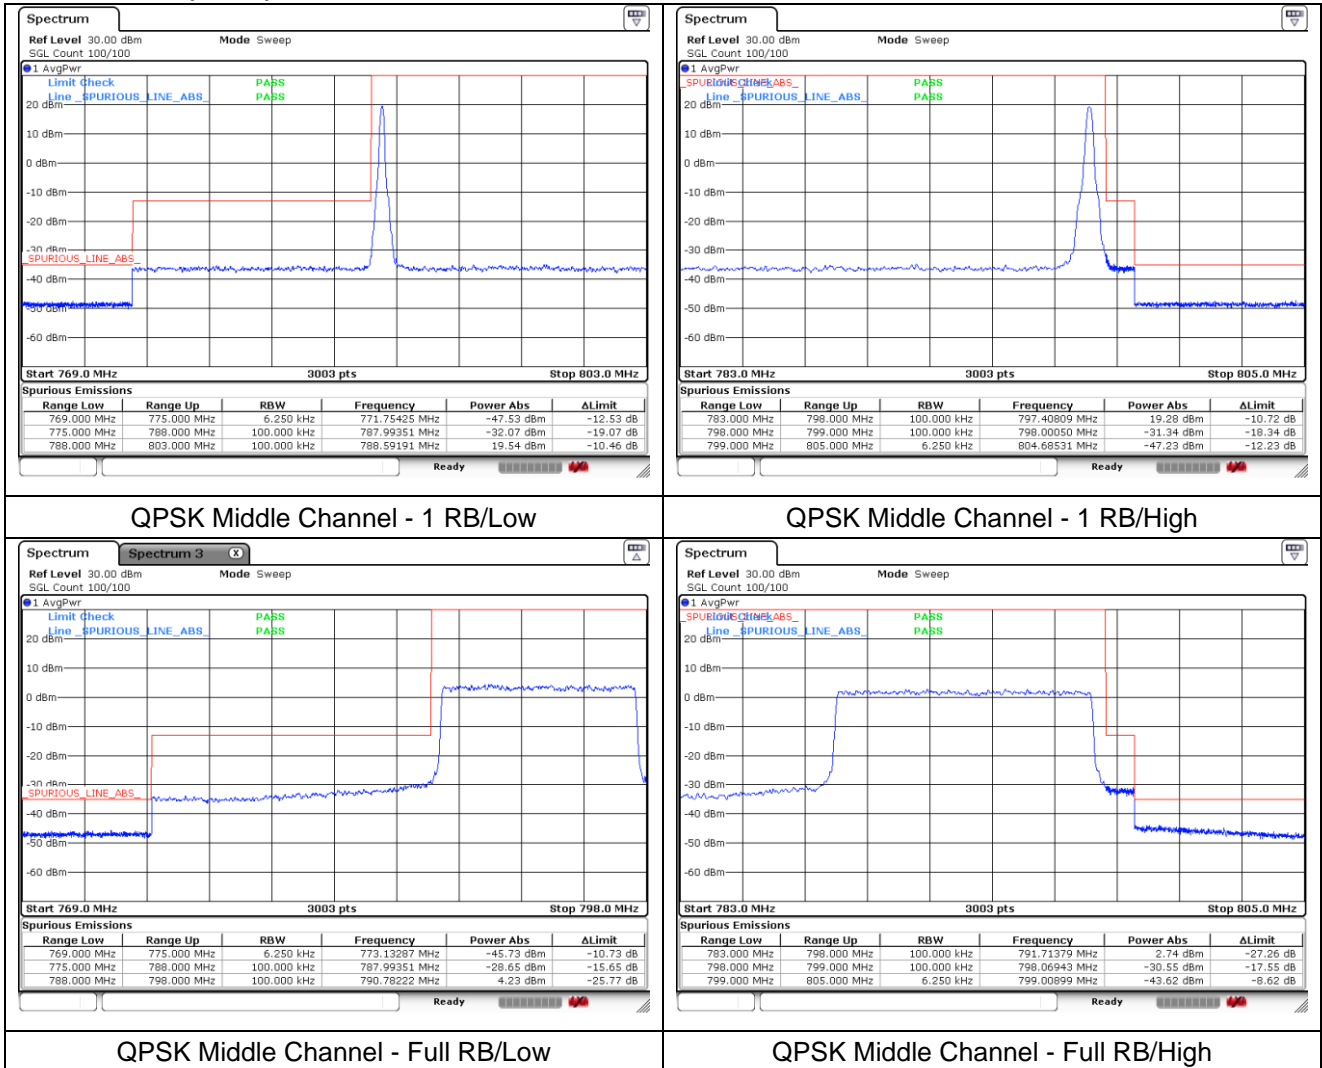 Spectrum
Ref Level 30.00 dBm Mode Sweep
SGL Count 100/100
1 AvgPwr
Limit Check PASS
Line _SPURIOUS_LINE_ABS_ PASS
20 dBm
10 dBm
0 dBm
-10 dBm
-20 dBm
-30 dBm
_SPURIOUS_LINE_ABS_
-40 dBm
-50 dBm
-60 dBm
Start 769.0 MHz 3003 pts Stop 803.0 MHz
Spurious Emissions
Range Low Range Up RBW Frequency Power Abs ΔLimit
769.000 MHz 775.000 MHz 6.250 kHz 771.75425 MHz -47.53 dBm -12.53 dB
775.000 MHz 788.000 MHz 100.000 kHz 787.99351 MHz -32.07 dBm -19.07 dB
788.000 MHz 803.000 MHz 100.000 kHz 788.59191 MHz 19.54 dBm -10.46 dB
Ready
QPSK Middle Channel - 1 RB/Low
Spectrum
Ref Level 30.00 dBm Mode Sweep
SGL Count 100/100
1 AvgPwr
_SPURIOUS_LINE_ABS_
Limit Check PASS
Line _SPURIOUS_LINE_ABS_ PASS
20 dBm
10 dBm
0 dBm
-10 dBm
-20 dBm
-30 dBm
-40 dBm
-50 dBm
-60 dBm
Start 783.0 MHz 3003 pts Stop 805.0 MHz
Spurious Emissions
Range Low Range Up RBW Frequency Power Abs ΔLimit
783.000 MHz 798.000 MHz 100.000 kHz 797.40809 MHz 19.28 dBm -10.72 dB
798.000 MHz 799.000 MHz 100.000 kHz 798.00050 MHz -31.34 dBm -18.34 dB
799.000 MHz 805.000 MHz 6.250 kHz 804.68531 MHz -47.23 dBm -12.23 dB
Ready
QPSK Middle Channel - 1 RB/High
Spectrum Spectrum 3 X
Ref Level 30.00 dBm Mode Sweep
SGL Count 100/100
1 AvgPwr
Limit Check PASS
Line _SPURIOUS_LINE_ABS_ PASS
20 dBm
10 dBm
0 dBm
-10 dBm
-20 dBm
-30 dBm
_SPURIOUS_LINE_ABS_
-40 dBm
-50 dBm
-60 dBm
Start 769.0 MHz 3003 pts Stop 798.0 MHz
Spurious Emissions
Range Low Range Up RBW Frequency Power Abs ΔLimit
769.000 MHz 775.000 MHz 6.250 kHz 773.13287 MHz -45.73 dBm -10.73 dB
775.000 MHz 788.000 MHz 100.000 kHz 787.99351 MHz -28.65 dBm -15.65 dB
788.000 MHz 798.000 MHz 100.000 kHz 790.78222 MHz 4.23 dBm -25.77 dB
Ready
QPSK Middle Channel - Full RB/Low
Spectrum
Ref Level 30.00 dBm Mode Sweep
SGL Count 100/100
1 AvgPwr
_SPURIOUS_LINE_ABS_
Limit Check PASS
Line _SPURIOUS_LINE_ABS_ PASS
20 dBm
10 dBm
0 dBm
-10 dBm
-20 dBm
-30 dBm
-40 dBm
-50 dBm
-60 dBm
Start 783.0 MHz 3003 pts Stop 805.0 MHz
Spurious Emissions
Range Low Range Up RBW Frequency Power Abs ΔLimit
783.000 MHz 798.000 MHz 100.000 kHz 791.71379 MHz 2.74 dBm -27.26 dB
798.000 MHz 799.000 MHz 100.000 kHz 798.06943 MHz -30.55 dBm -17.55 dB
799.000 MHz 805.000 MHz 6.250 kHz 799.00899 MHz -43.62 dBm -8.62 dB
Ready
QPSK Middle Channel - Full RB/High